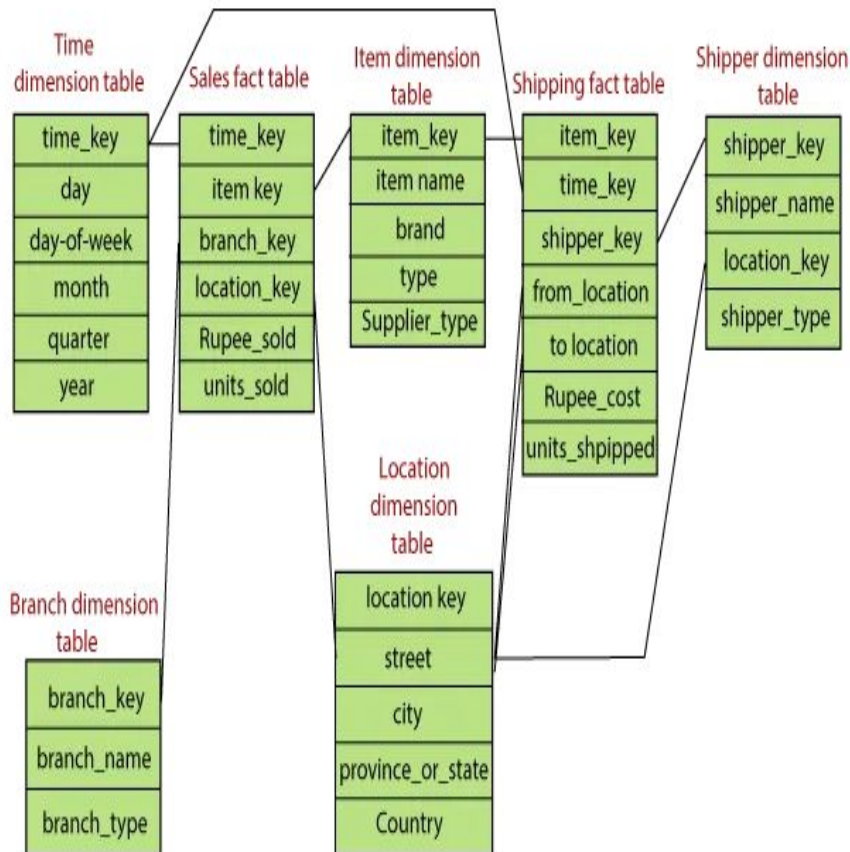 Time
dimension table
time_key
day
day-of-week
month
quarter
year
Sales fact table
time_key
item key
branch_key
location_key
Rupee_sold
units_sold
Item dimension
table
item_key
item name
brand
type
Supplier_type
Shipping fact table
item_key
time_key
shipper_key
from_location
to location
Rupee_cost
units_shpipped
Shipper dimension
table
shipper_key
shipper_name
location_key
shipper_type
Branch dimension
table
branch_key
branch_name
branch_type
Location
dimension
table
location key
street
city
province_or_state
Country